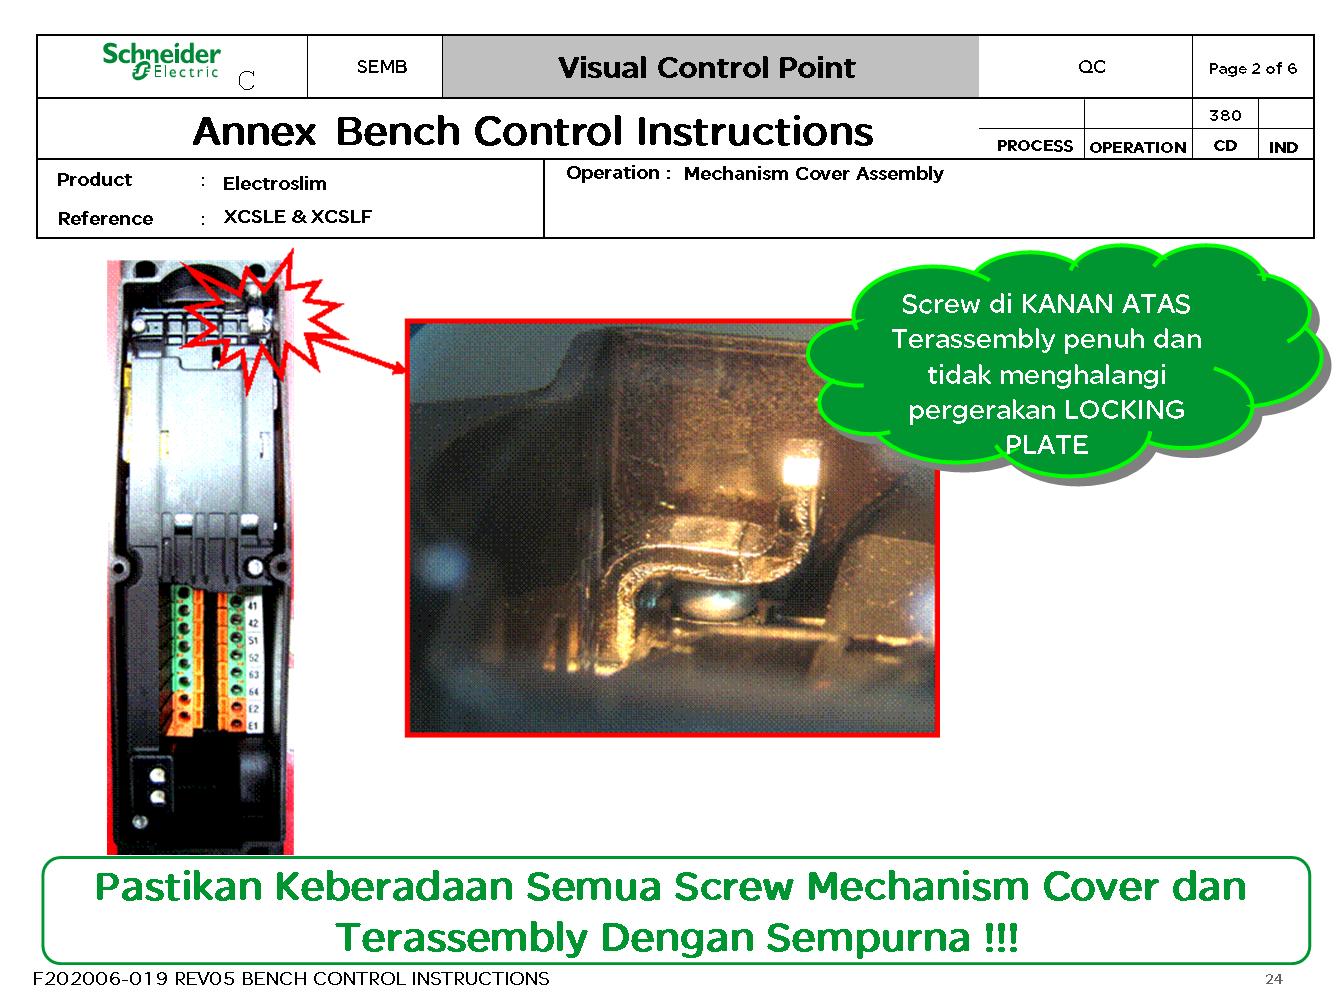 Schneider
Electric
C
SEMB
Visual Control Point
QC
Page 2 of 6
Annex Bench Control Instructions
380
PROCESS
OPERATION
CD
IND
Product : Electroslim
Operation : Mechanism Cover Assembly
Reference : XCSLE & XCSLF
Screw di KANAN ATAS
Terassembly penuh dan
tidak menghalangi
pergerakan LOCKING
PLATE
41
42
51
52
63
64
E2
E1
Pastikan Keberadaan Semua Screw Mechanism Cover dan
Terassembly Dengan Sempurna !!!
F202006-019 REV05 BENCH CONTROL INSTRUCTIONS
24